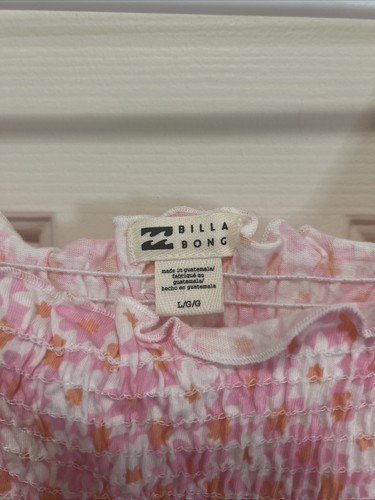 BILLA
BONG
made in guatemala/
fabriqué au
guatemala/
hecho en guatemala
L/G/G